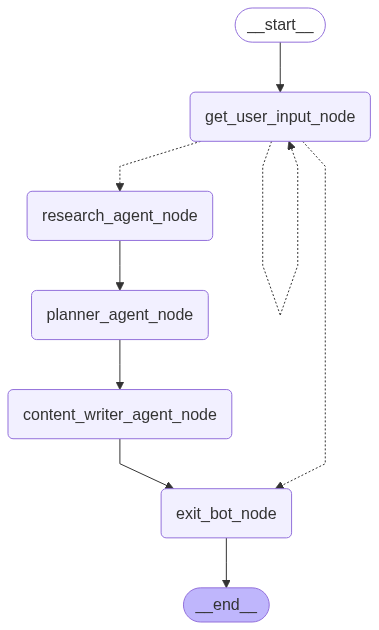 __start__
get_user_input_node
research_agent_node
planner_agent_node
content_writer_agent_node
exit_bot_node
__end__